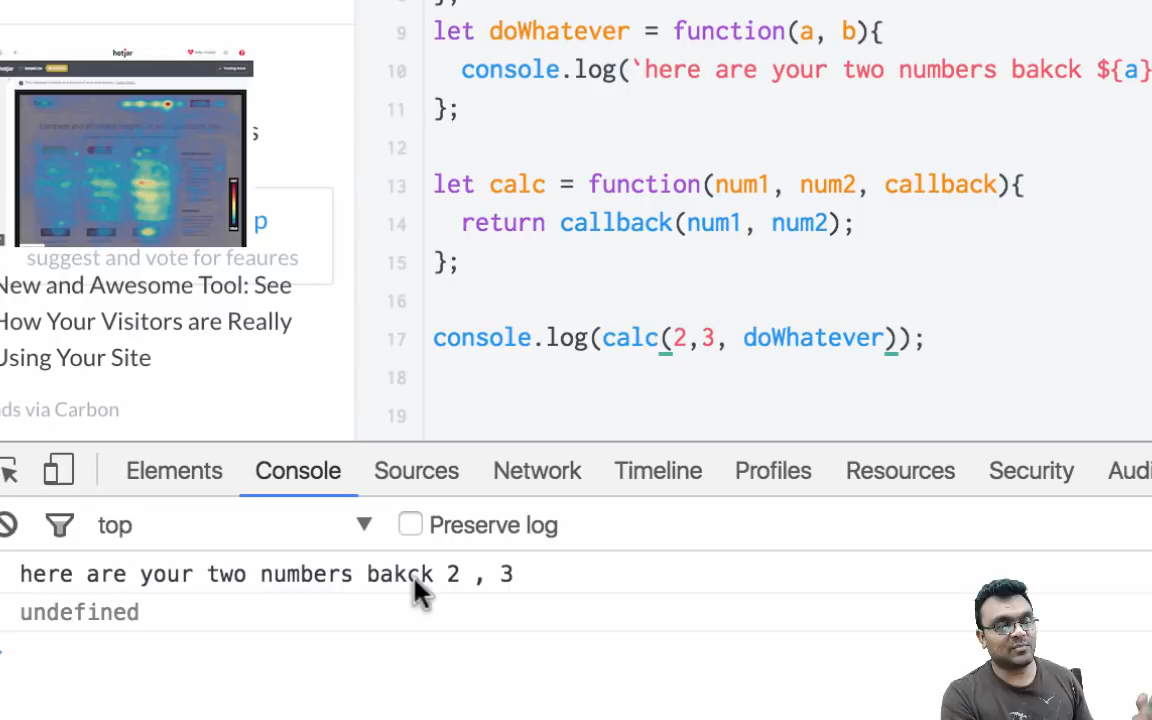 hotjar
s
p
suggest and vote for feaures
New and Awesome Tool: See
How Your Visitors are Really
Using Your Site
ads via Carbon
9 let doWhatever = function(a, b){
10 console.log(`here are your two numbers bakck ${a}
11 };
12
13 let calc = function(num1, num2, callback){
14 return callback(num1, num2);
15 };
16
17 console.log(calc(2,3, doWhatever));
18
19
Elements Console Sources Network Timeline Profiles Resources Security Audi
top Preserve log
here are your two numbers bakck 2 , 3
undefined